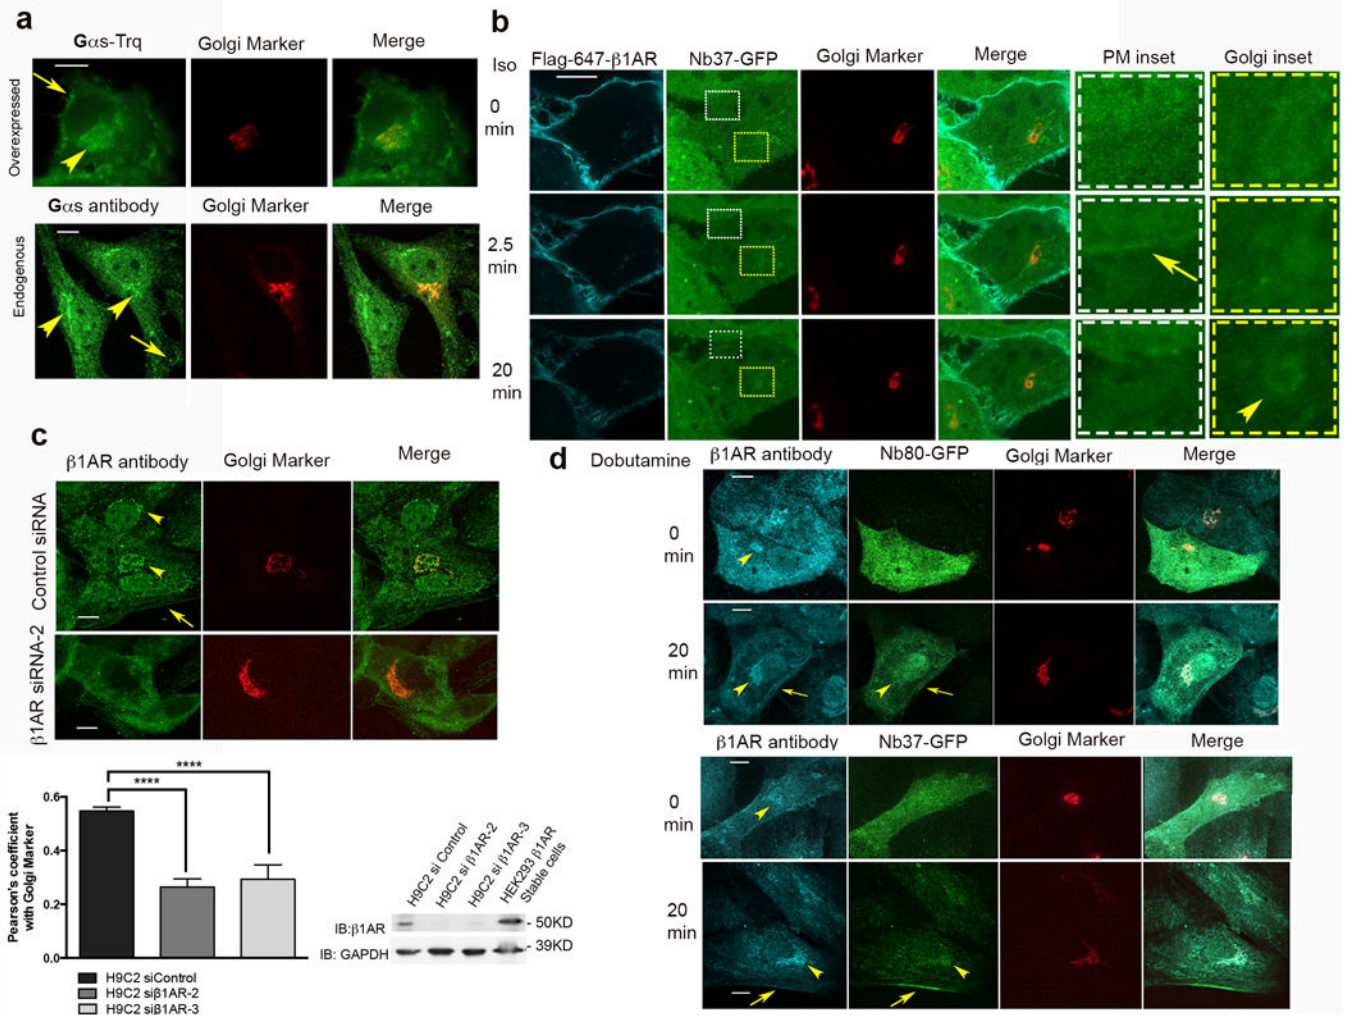 a
Gαs-Trq Golgi Marker Merge
Overexpressed
Gαs antibody Golgi Marker Merge
Endogenous
b
Iso Flag-647-β1AR Nb37-GFP Golgi Marker Merge PM inset Golgi inset
0
min
2.5
min
20
min
c
β1AR antibody Golgi Marker Merge
Control siRNA
β1AR siRNA-2
****
****
Pearson's coefficient
with Golgi Marker
0.6
0.4
0.2
0.0
H9C2 siControl
H9C2 siβ1AR-2
H9C2 siβ1AR-3
H9C2 si Control
H9C2 si β1AR-2
H9C2 si β1AR-3
HEK293 β1AR
Stable cells
IB:β1AR - 50KD
IB: GAPDH - 39KD
d
Dobutamine β1AR antibody Nb80-GFP Golgi Marker Merge
0
min
20
min
β1AR antibody Nb37-GFP Golgi Marker Merge
0
min
20
min